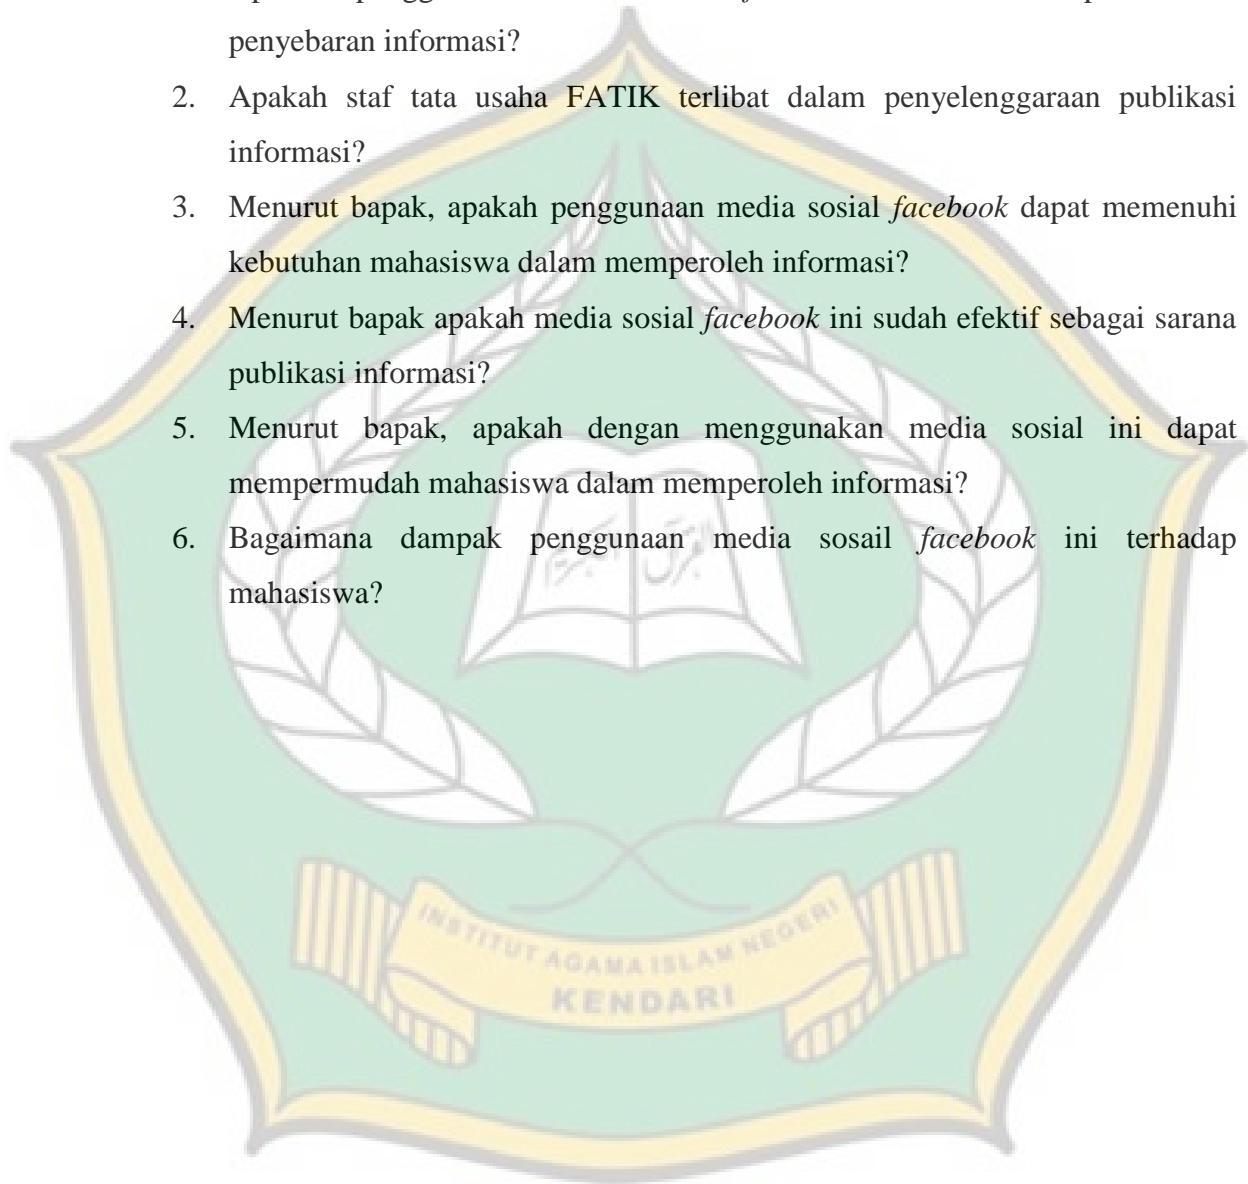 penyebaran informasi?
2. Apakah staf tata usaha FATIK terlibat dalam penyelenggaraan publikasi
informasi?
3. Menurut bapak, apakah penggunaan media sosial facebook dapat memenuhi
kebutuhan mahasiswa dalam memperoleh informasi?
4. Menurut bapak apakah media sosial facebook ini sudah efektif sebagai sarana
publikasi informasi?
5. Menurut bapak, apakah dengan menggunakan media sosial ini dapat
mempermudah mahasiswa dalam memperoleh informasi?
6. Bagaimana dampak penggunaan media sosail facebook ini terhadap
mahasiswa?
INSTITUT AGAMA ISLAM NEGERI
KENDARI